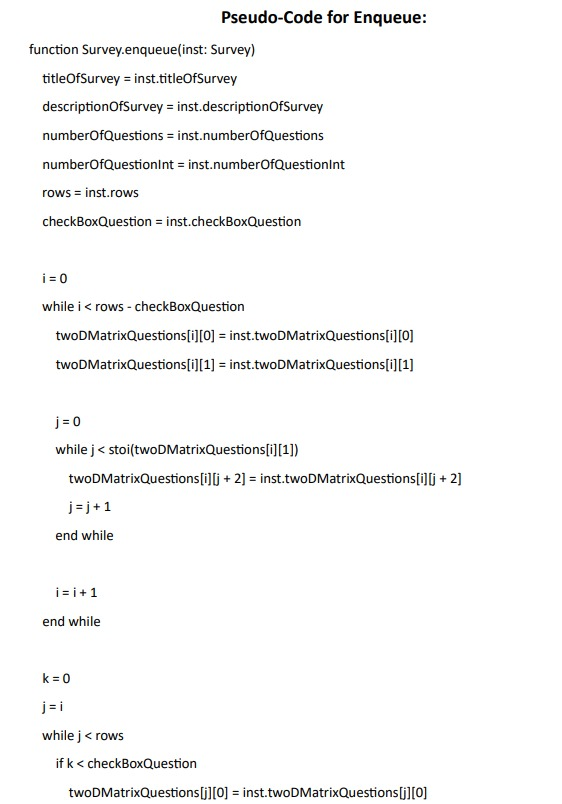 Pseudo-Code for Enqueue:
function Survey.enqueue(inst: Survey)
titleOfSurvey = inst.titleOfSurvey
descriptionOfSurvey = inst.descriptionOfSurvey
numberOfQuestions = inst.numberOfQuestions
numberOfQuestionInt = inst.numberOfQuestionInt
rows = inst.rows
checkBoxQuestion = inst.checkBoxQuestion
i = 0
while i < rows - checkBoxQuestion
twoDMatrixQuestions[i][0] = inst.twoDMatrixQuestions[i][0]
twoDMatrixQuestions[i][1] = inst.twoDMatrixQuestions[i][1]
j = 0
while j < stoi(twoDMatrixQuestions[i][1])
twoDMatrixQuestions[i][j + 2] = inst.twoDMatrixQuestions[i][j + 2]
j = j + 1
end while
i = i + 1
end while
k = 0
j = i
while j < rows
if k < checkBoxQuestion
twoDMatrixQuestions[j][0] = inst.twoDMatrixQuestions[j][0]